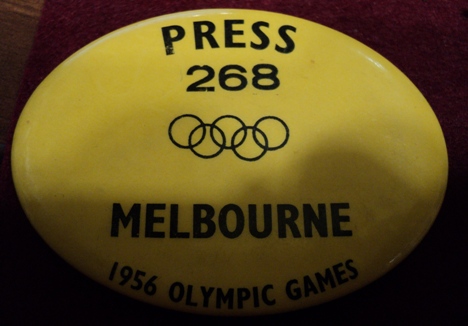 PRESS
268
MELBOURNE
1956 OLYMPIC GAMES